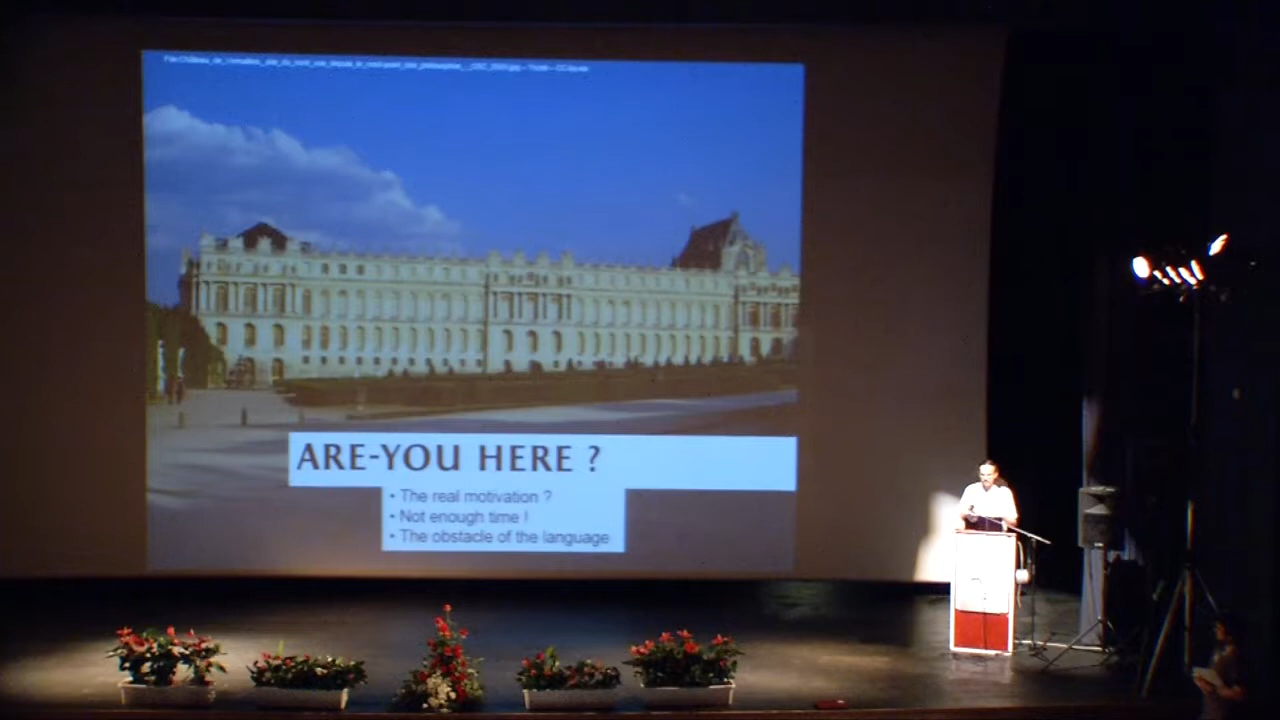 ARE-YOU HERE ?
• The real motivation ?
• Not enough time !
• The obstacle of the language